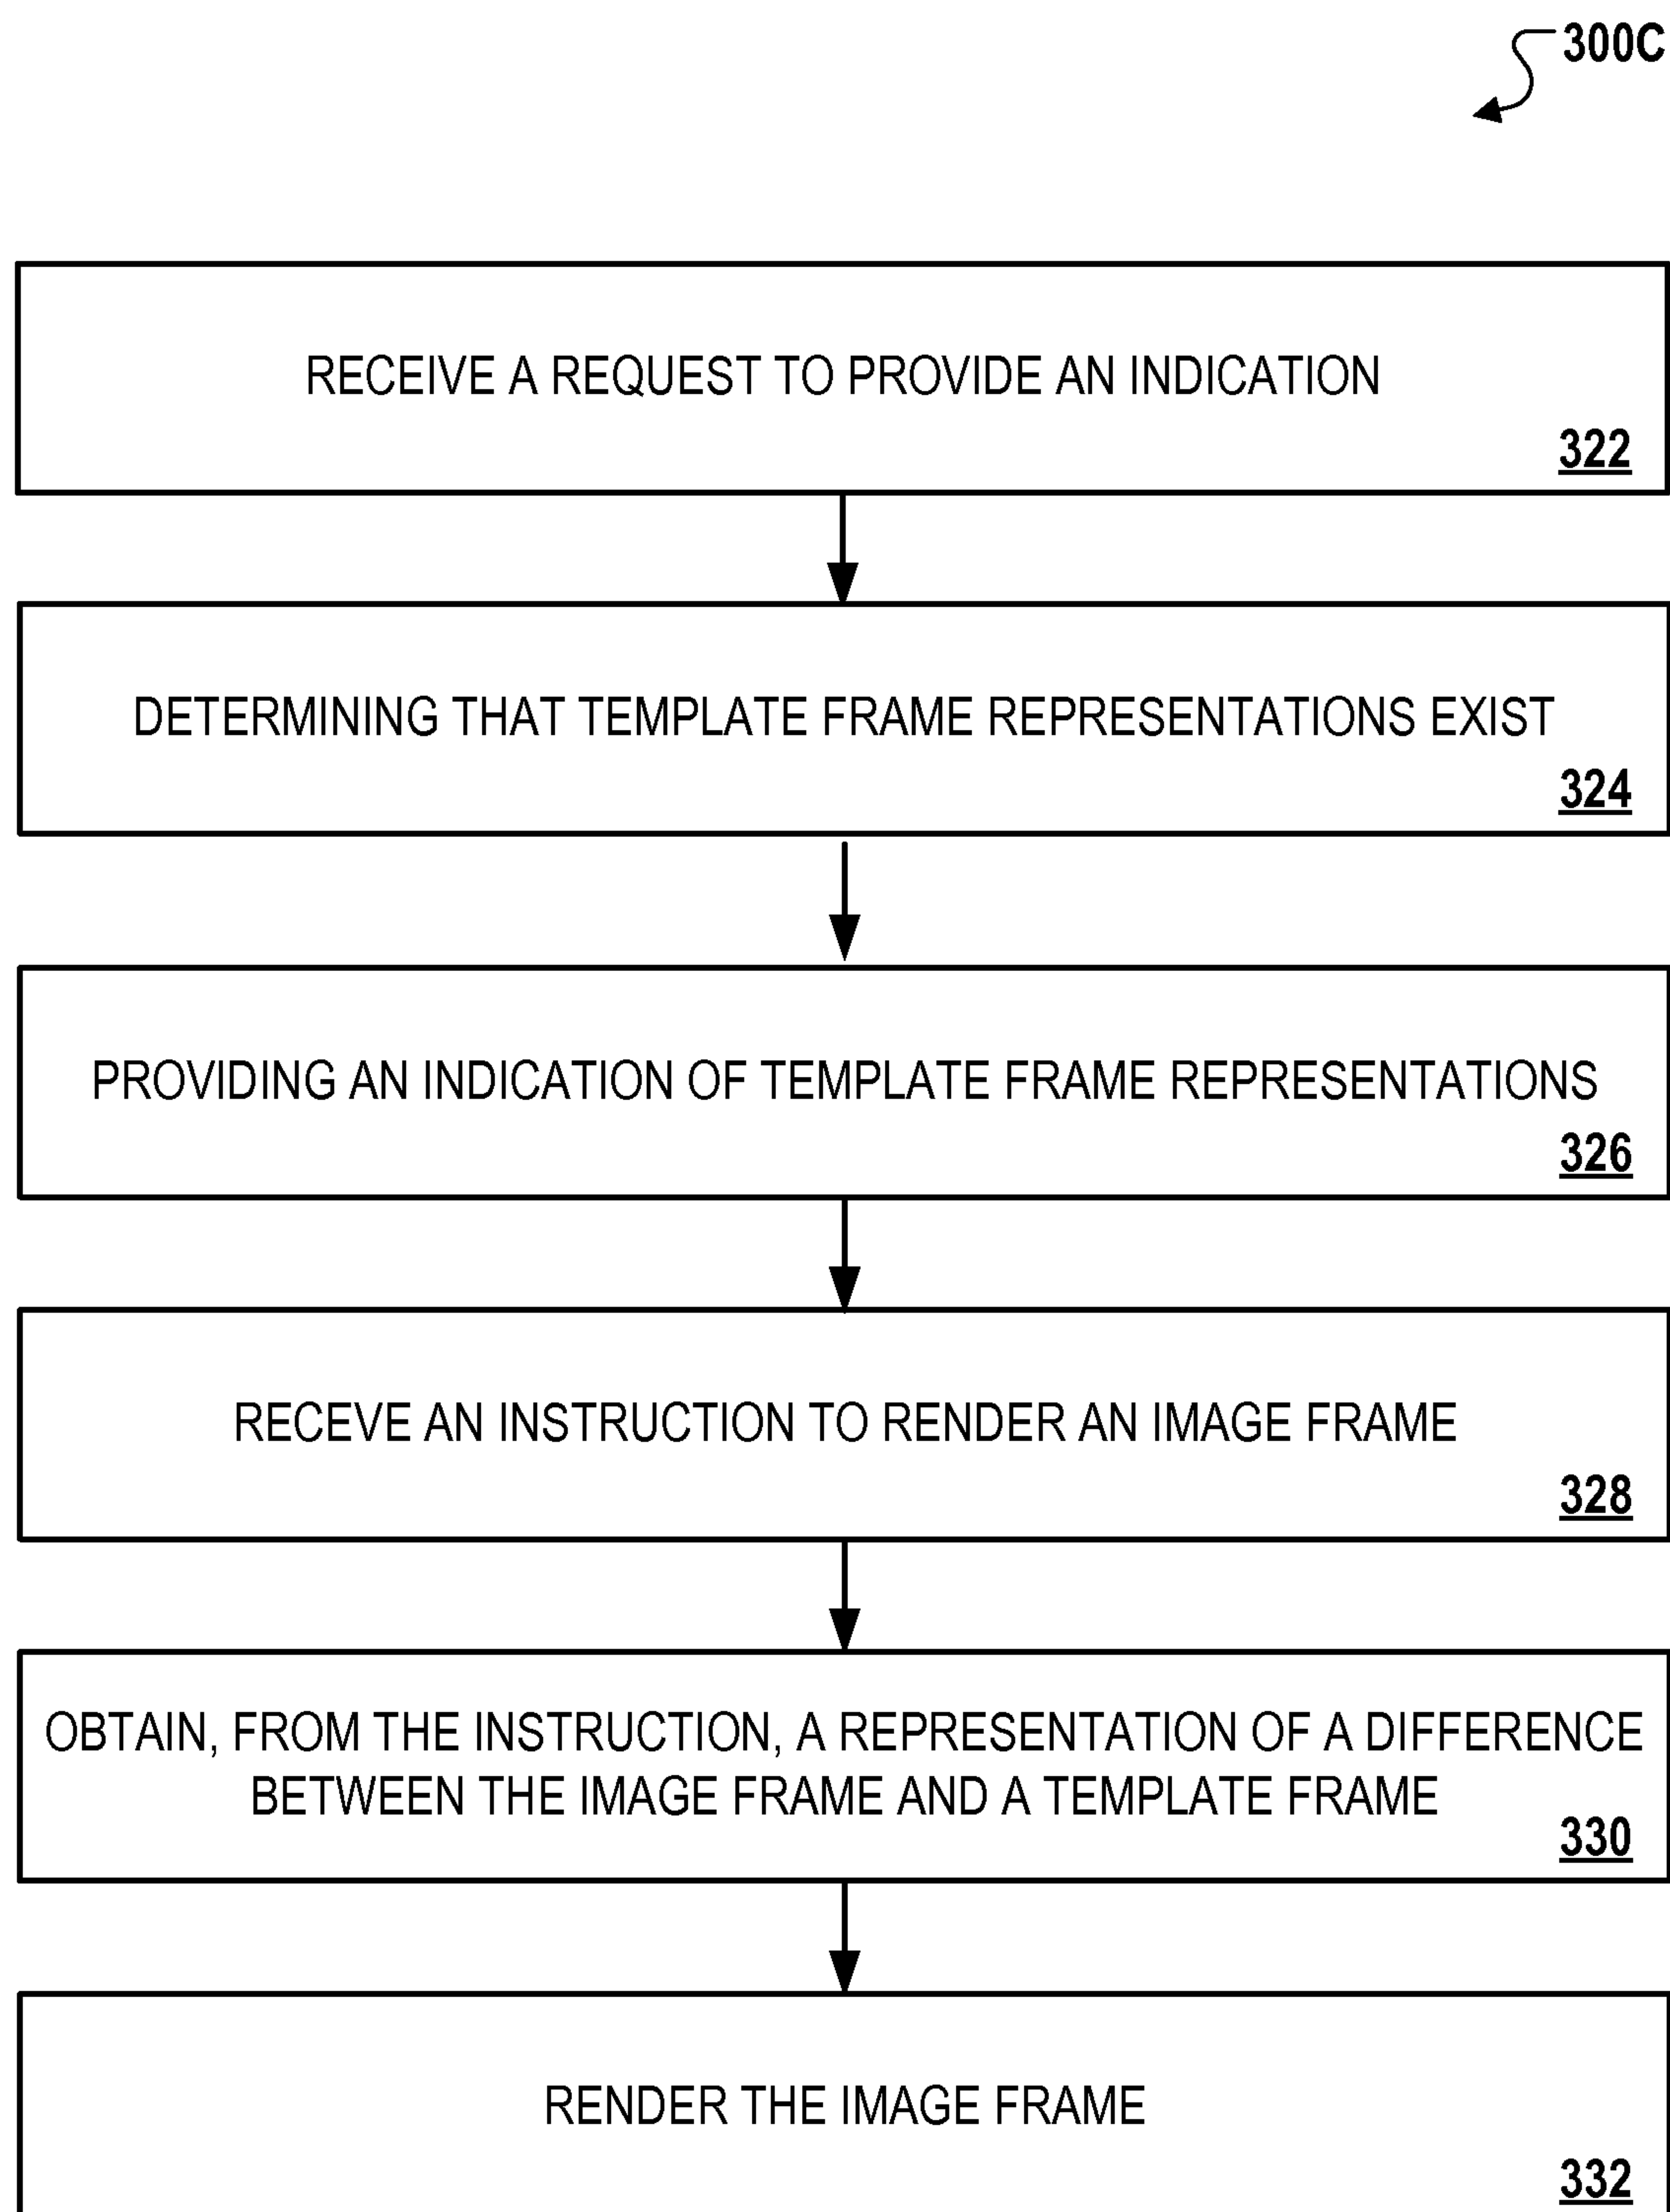 300C
RECEIVE A REQUEST TO PROVIDE AN INDICATION
322
DETERMINING THAT TEMPLATE FRAME REPRESENTATIONS EXIST
324
PROVIDING AN INDICATION OF TEMPLATE FRAME REPRESENTATIONS
326
RECEVE AN INSTRUCTION TO RENDER AN IMAGE FRAME
328
OBTAIN, FROM THE INSTRUCTION, A REPRESENTATION OF A DIFFERENCE
BETWEEN THE IMAGE FRAME AND A TEMPLATE FRAME
330
RENDER THE IMAGE FRAME
332